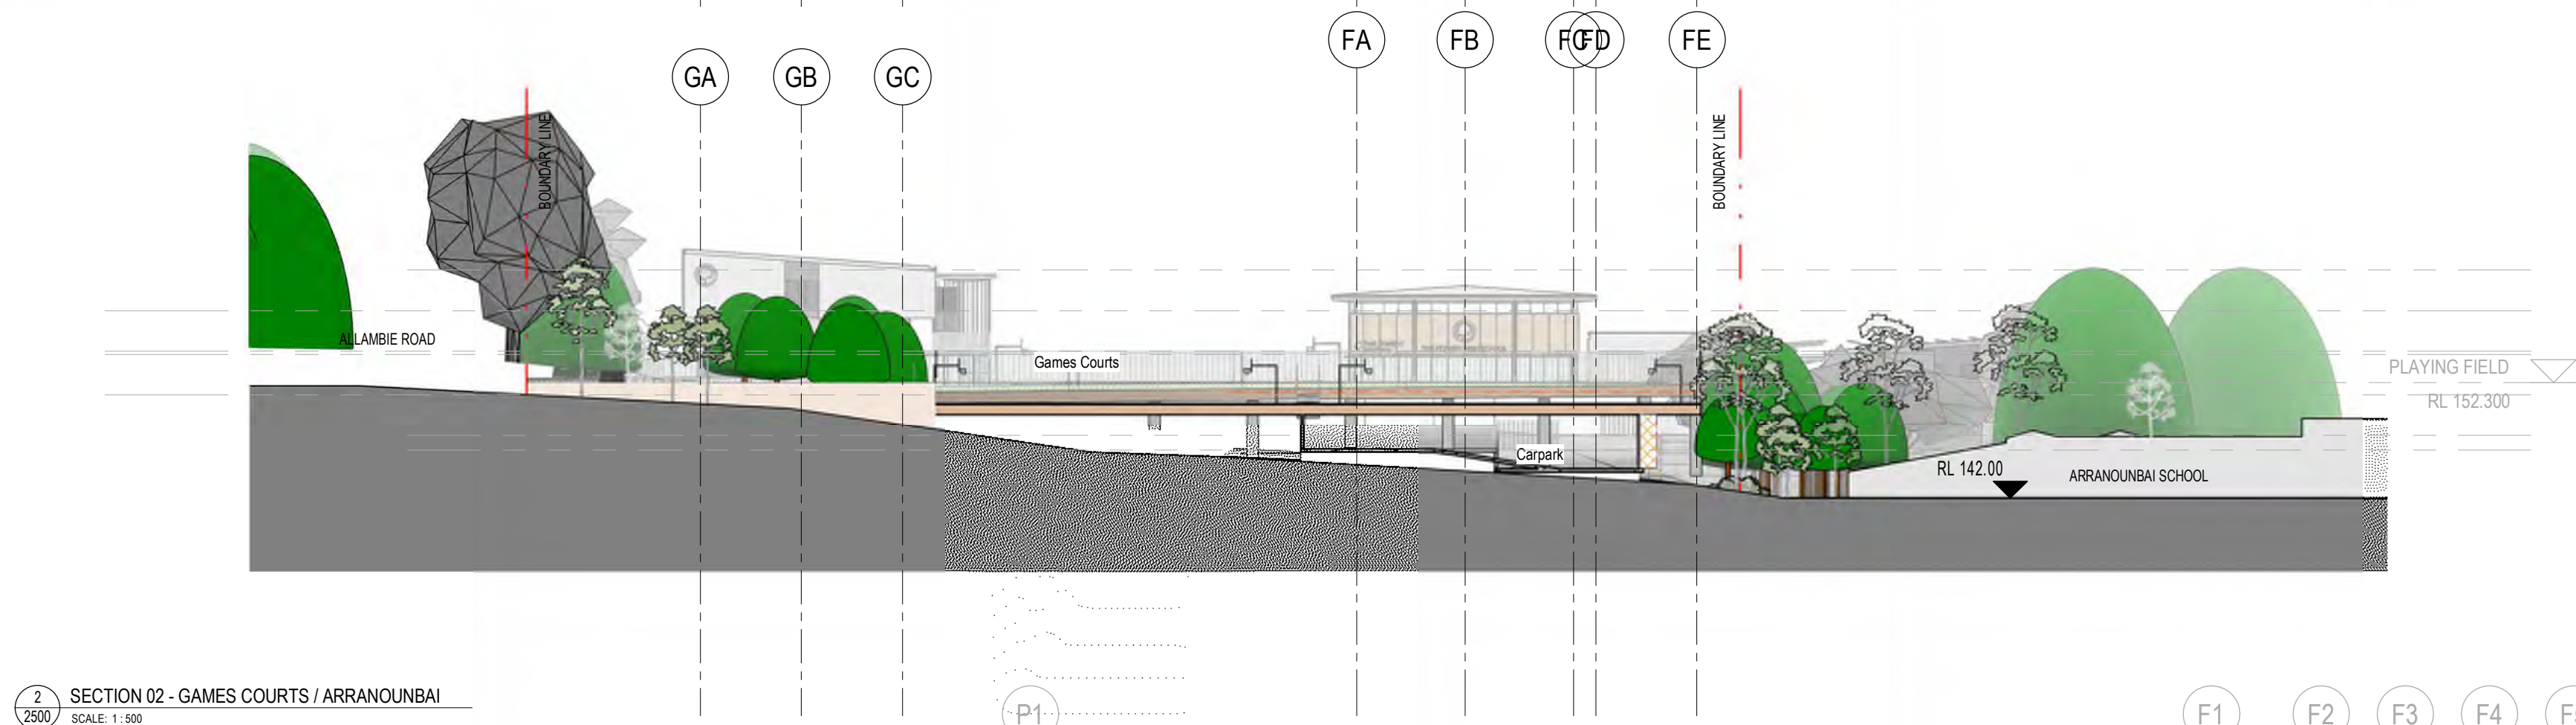 FA
FB
FC
FD
FE
GA
GB
GC
BOUNDARY LINE
BOUNDARY LINE
ALLAMBIE ROAD
Games Courts
PLAYING FIELD
RL 152.300
Carpark
RL 142.00
ARRANOUNBAI SCHOOL
2
2500
SECTION 02 - GAMES COURTS / ARRANOUNBAI
SCALE: 1 : 500
P1
F1
F2
F3
F4